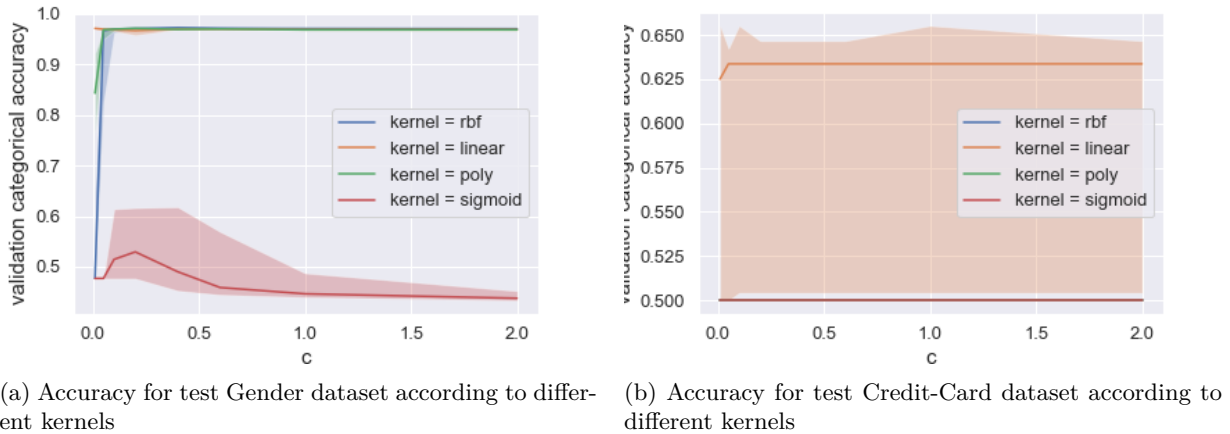 1.0
0.9
0.8
0.7
0.6
0.5
validation categorical accuracy
kernel = rbf
kernel = linear
kernel = poly
kernel = sigmoid
0.0 0.5 1.0 1.5 2.0
c
(a) Accuracy for test Gender dataset according to differ-
ent kernels
0.650
0.625
0.600
0.575
0.550
0.525
0.500
validation categorical accuracy
kernel = rbf
kernel = linear
kernel = poly
kernel = sigmoid
0.0 0.5 1.0 1.5 2.0
c
(b) Accuracy for test Credit-Card dataset according to
different kernels